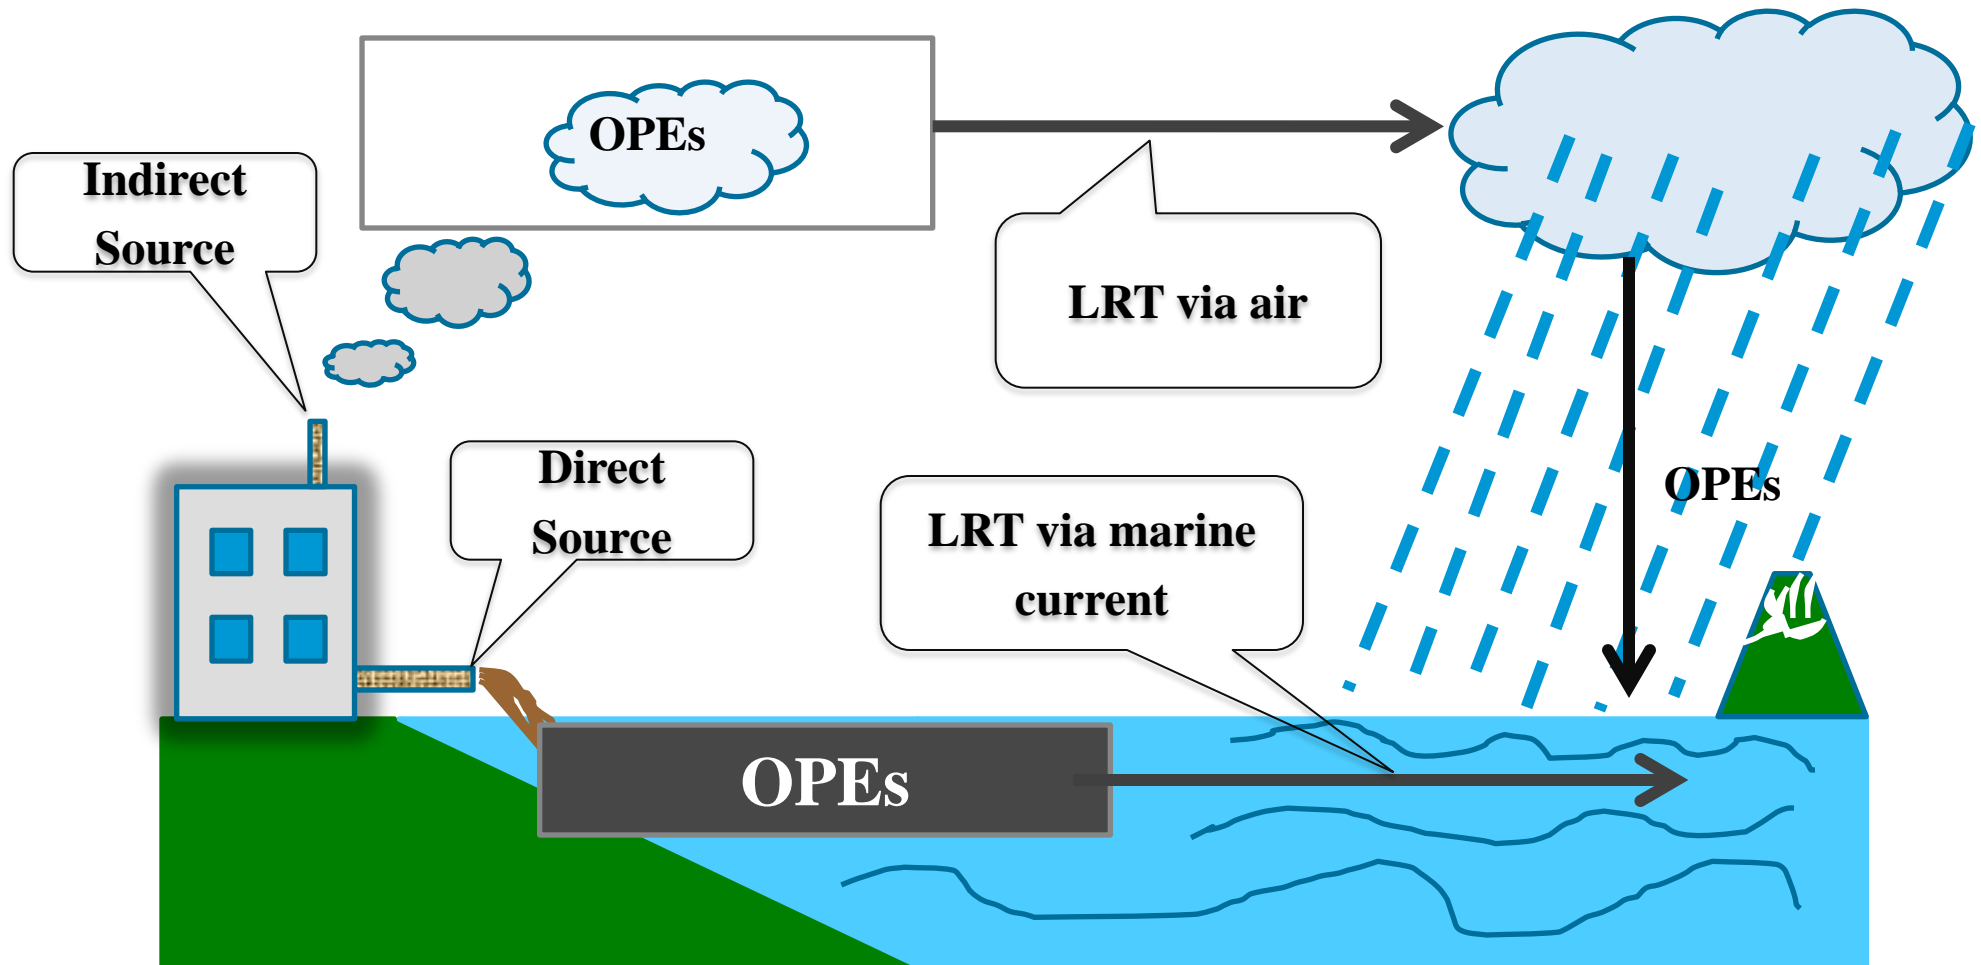 OPEs
Indirect
Source
LRT via air
Direct
Source
LRT via marine
current
OPEs
OPEs